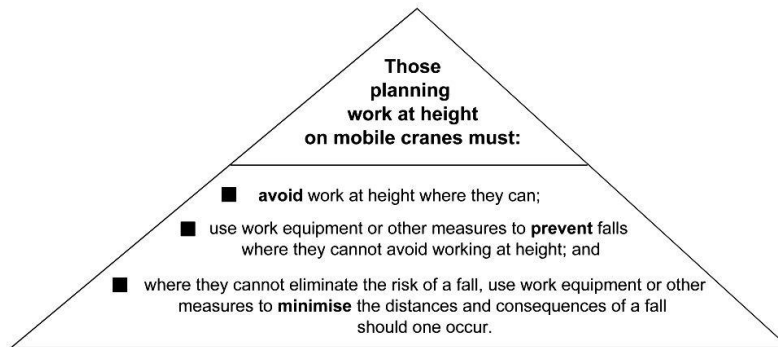 Those
planning
work at height
on mobile cranes must:
■ avoid work at height where they can;
■ use work equipment or other measures to prevent falls
where they cannot avoid working at height; and
■ where they cannot eliminate the risk of a fall, use work equipment or other
measures to minimise the distances and consequences of a fall
should one occur.